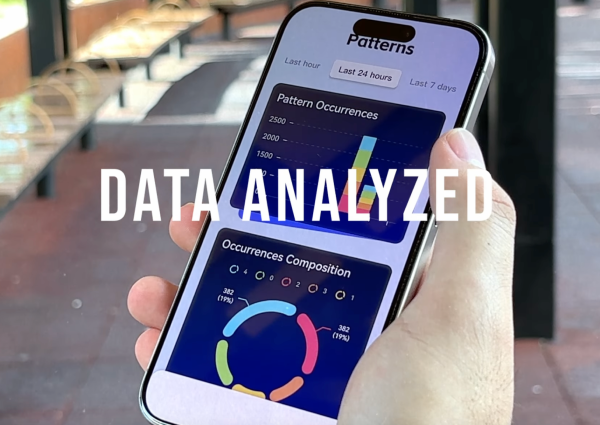 Patterns
Last hour
Last 24 hours
Last 7 days
Pattern Occurrences
2500
2000
1500
DATA ANALYZED
Occurrences Composition
4 0 2 3 1
382
(19%)
382
(19%)